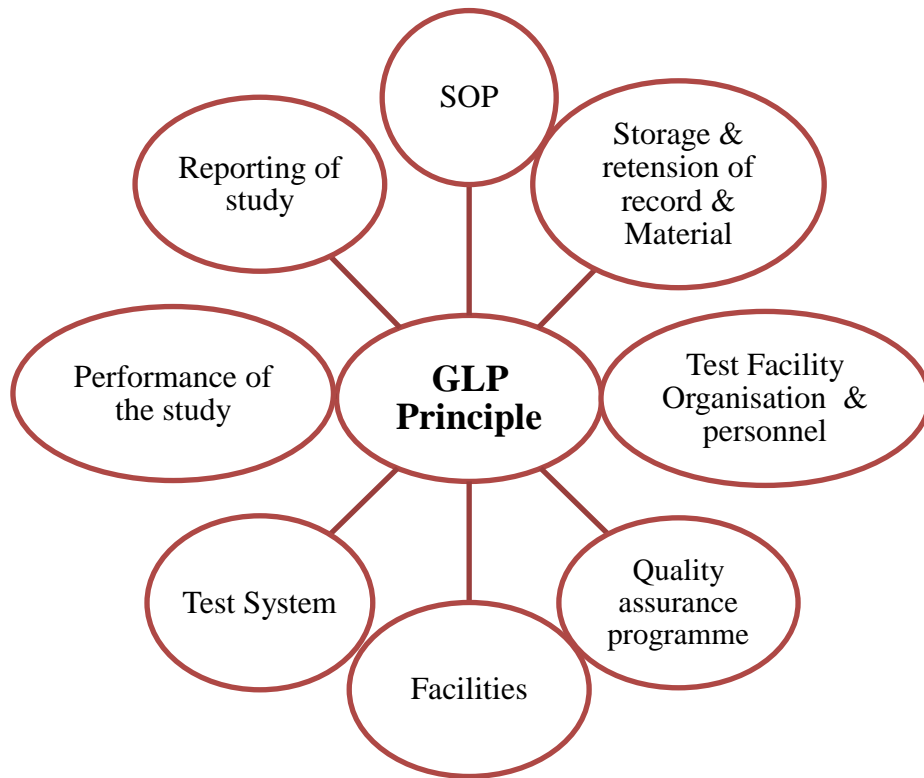 SOP
Storage &
retension of
record &
Material
Reporting of
study
Test Facility
Organisation  &
personnel
Performance of
the study
GLP
Principle
Quality
assurance
programme
Test System
Facilities